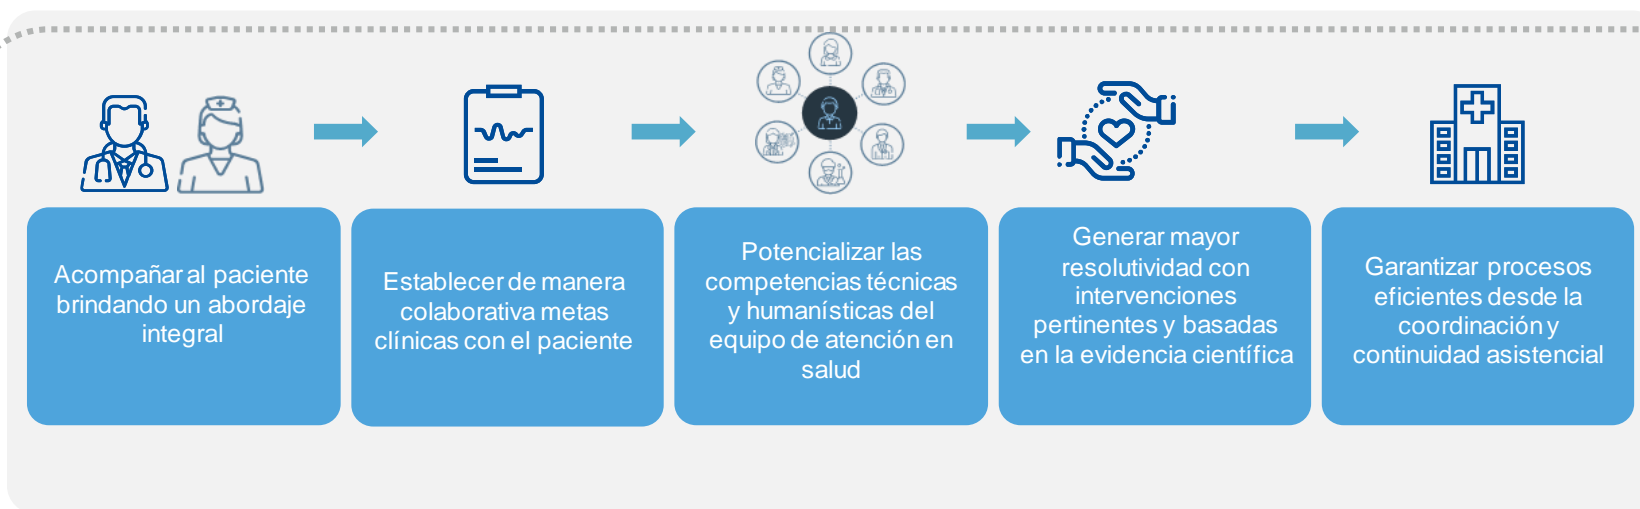 Acompañar al paciente
brindando un abordaje
integral
Establecer de manera
colaborativa metas
clínicas con el paciente
Potencializar las
competencias técnicas
y humanísticas del
equipo de atención en
salud
Generar mayor
resolutividad con
intervenciones
pertinentes y basadas
en la evidencia científica
Garantizar procesos
eficientes desde la
coordinación y
continuidad asistencial